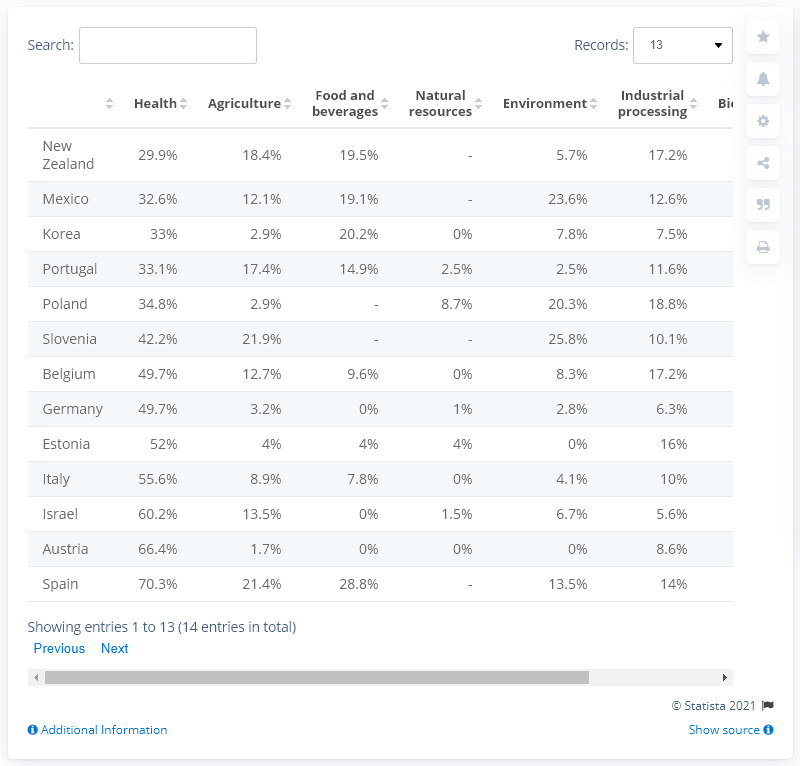 Search:
Records: 13
Health Agriculture Food and beverages Natural resources Environment Industrial processing
New Zealand 29.9% 18.4% 19.5% - 5.7% 17.2%
Mexico 32.6% 12.1% 19.1% - 23.6% 12.6%
Korea 33% 2.9% 20.2% 0% 7.8% 7.5%
Portugal 33.1% 17.4% 14.9% 2.5% 2.5% 11.6%
Poland 34.8% 2.9% - 8.7% 20.3% 18.8%
Slovenia 42.2% 21.9% - - 25.8% 10.1%
Belgium 49.7% 12.7% 9.6% 0% 8.3% 17.2%
Germany 49.7% 3.2% 0% 1% 2.8% 6.3%
Estonia 52% 4% 4% 4% 0% 16%
Italy 55.6% 8.9% 7.8% 0% 4.1% 10%
Israel 60.2% 13.5% 0% 1.5% 6.7% 5.6%
Austria 66.4% 1.7% 0% 0% 0% 8.6%
Spain 70.3% 21.4% 28.8% - 13.5% 14%
Showing entries 1 to 13 (14 entries in total)
Previous Next
© Statista 2021
Additional Information
Show source